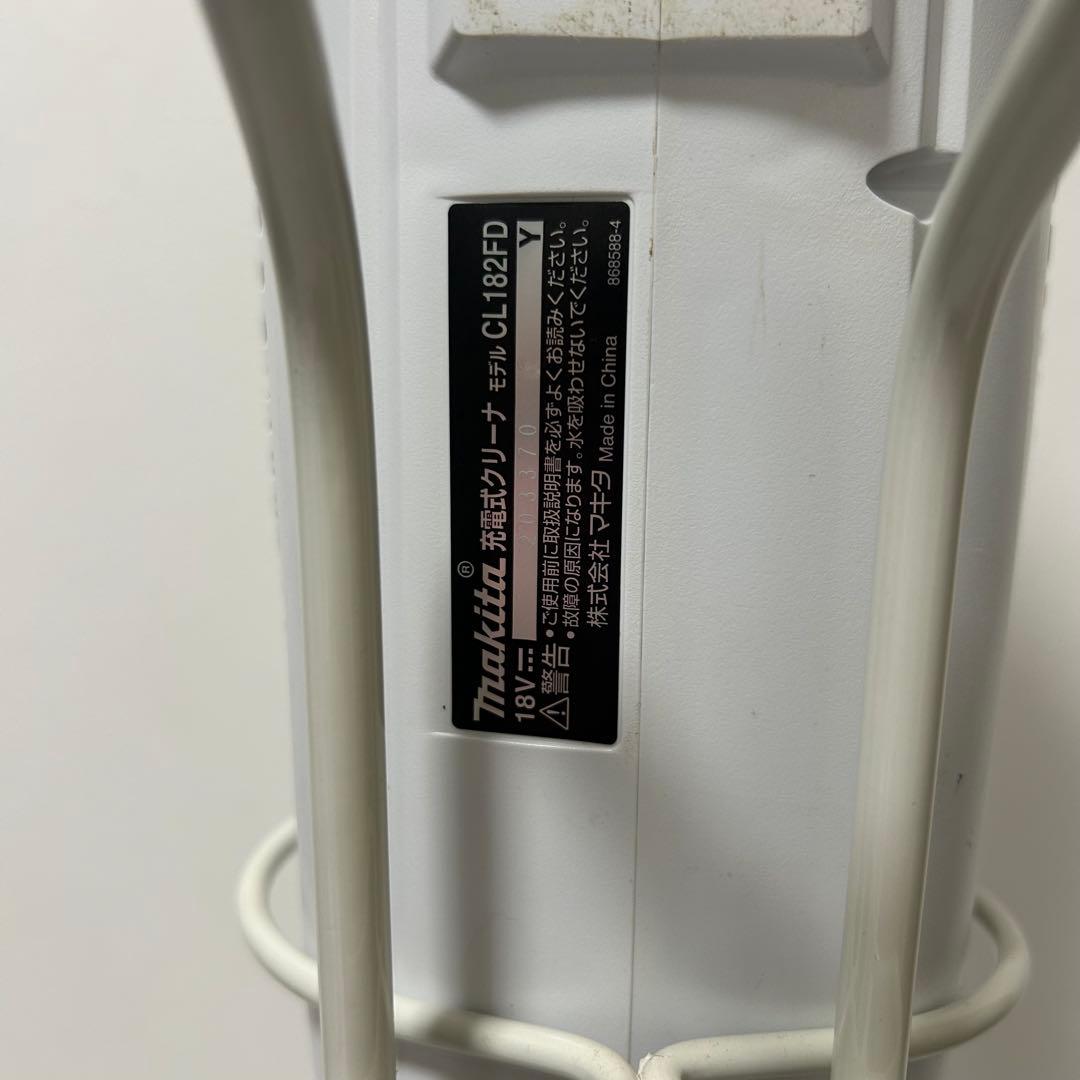 makita® 充電式クリーナ モデル CL182FD
18V⎓ 203370 Y
⚠警告 • ご使用前に取扱説明書を必ずよくお読みください。
• 故障の原因になります。水を吸わせないでください。
株式会社 マキタ Made in China 868588-4